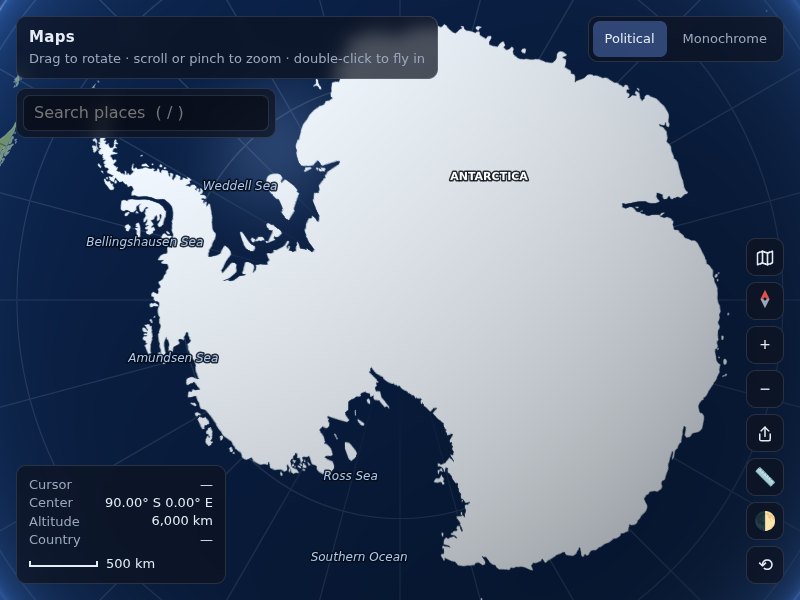 Maps
Drag to rotate · scroll or pinch to zoom · double-click to fly in
Political Monochrome
Search places ( / )
ANTARCTICA
Weddell Sea
Bellingshausen Sea
Amundsen Sea
Ross Sea
Southern Ocean
Cursor —
Center 90.00° S 0.00° E
Altitude 6,000 km
Country —
500 km
+
−